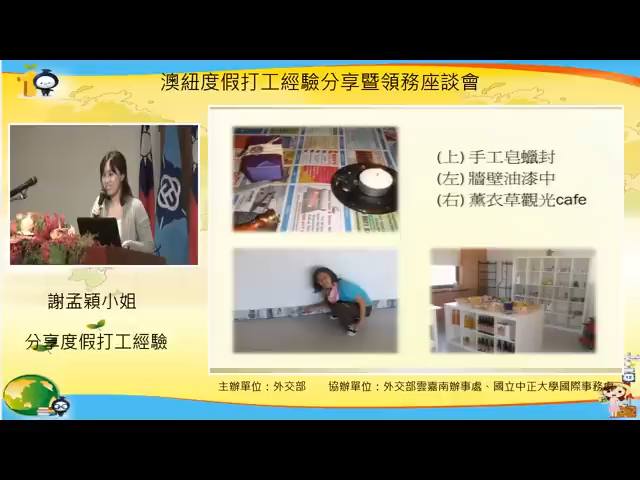 澳紐度假打工經驗分享暨領務座談會
(上) 手工皂蠟封
(左) 牆壁油漆中
(右) 薰衣草觀光cafe
謝孟穎小姐
分享度假打工經驗
主辦單位：外交部 協辦單位：外交部雲嘉南辦事處、國立中正大學國際事務處